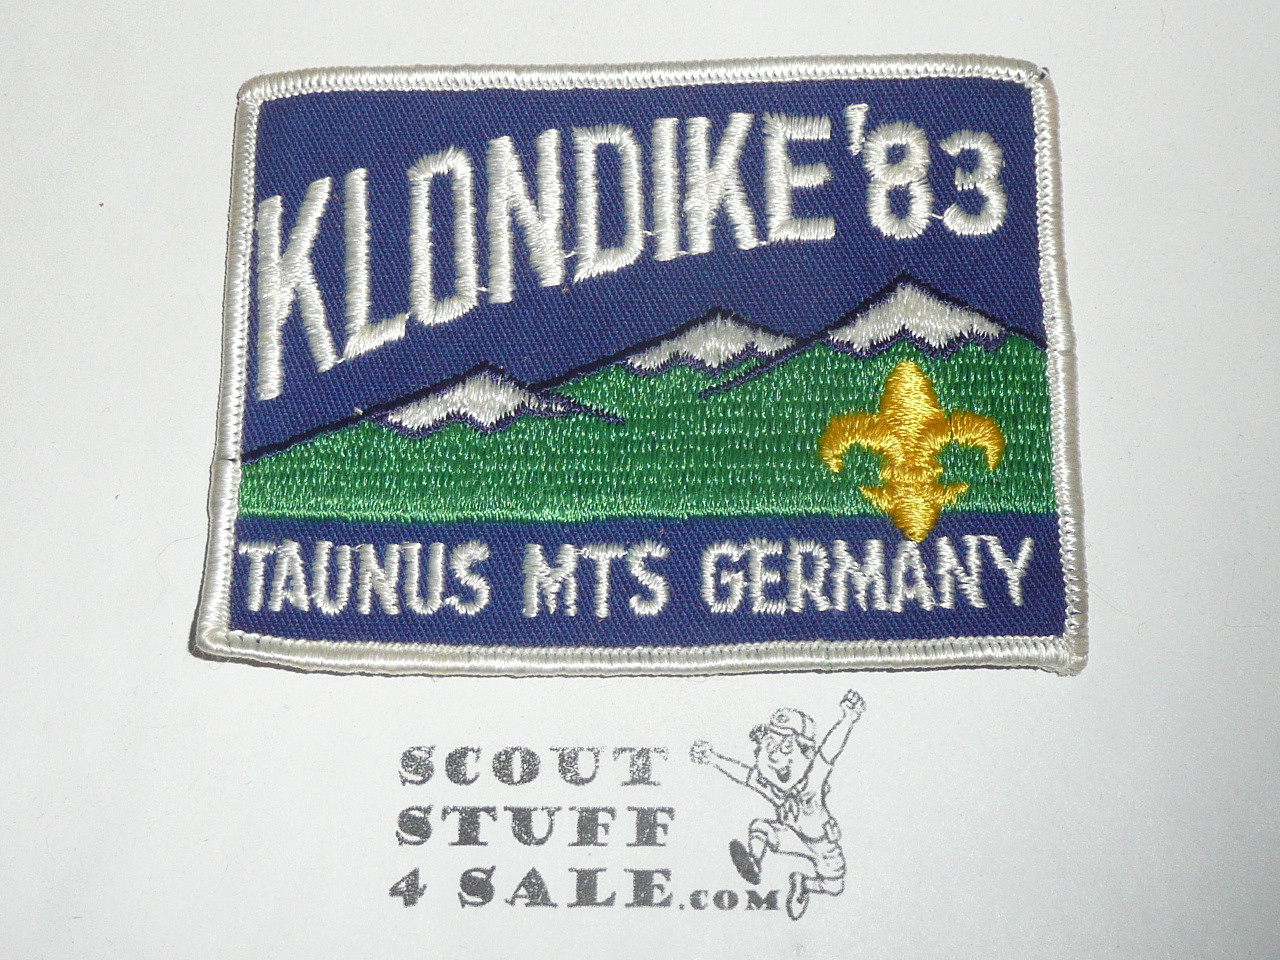 KLONDIKE '83
TAUNUS MTS GERMANY
SCOUT
STUFF
4 SALE.COM